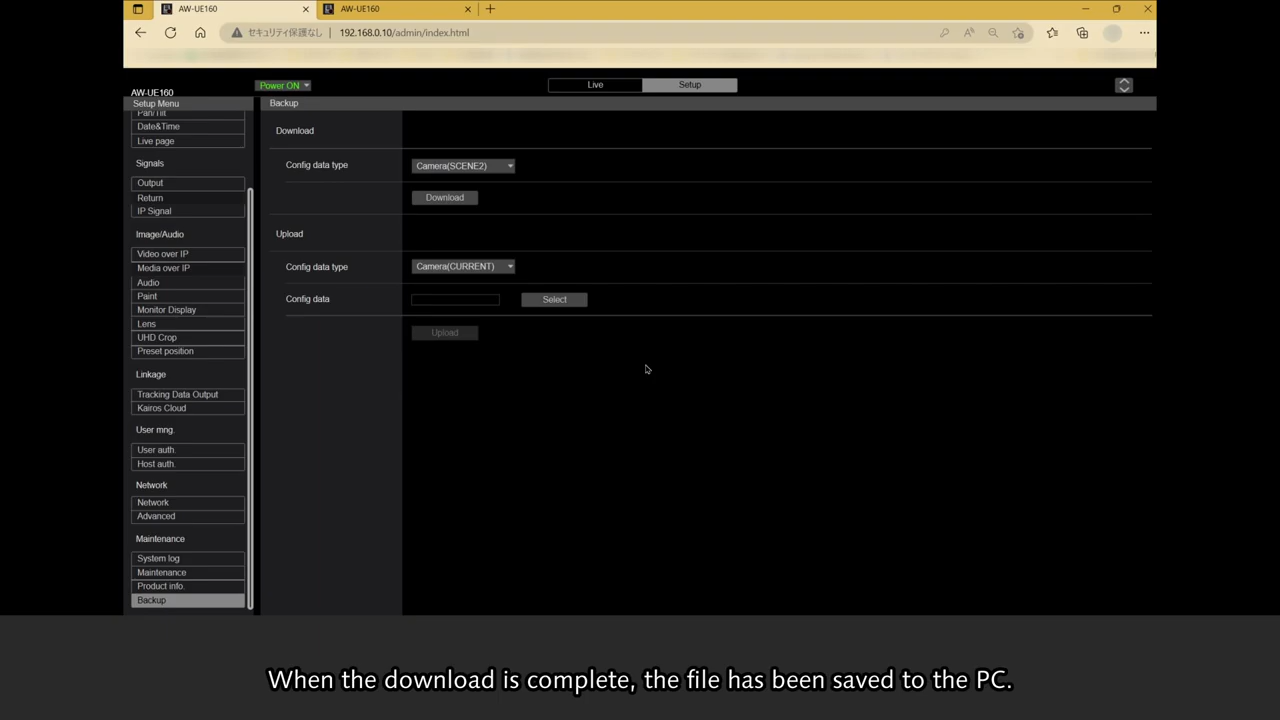 AW-UE160
AW-UE160
セキュリティ保護なし
192.168.0.10/admin/index.html
AW-UE160
Power ON
Live
Setup
Setup Menu
Pan/Tilt
Date&Time
Live page
Signals
Output
Return
IP Signal
Image/Audio
Video over IP
Media over IP
Audio
Paint
Monitor Display
Lens
UHD Crop
Preset position
Linkage
Tracking Data Output
Kairos Cloud
User mng.
User auth.
Host auth.
Network
Network
Advanced
Maintenance
System log
Maintenance
Product info.
Backup
Backup
Download
Config data type
Camera(SCENE2)
Download
Upload
Config data type
Camera(CURRENT)
Config data
Select
Upload
When the download is complete, the file has been saved to the PC.